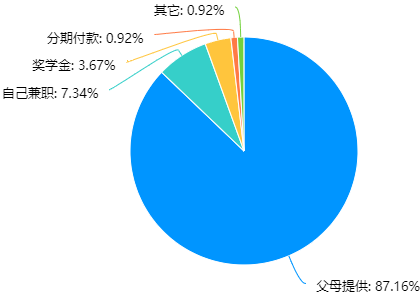 其它: 0.92%
分期付款: 0.92%
奖学金: 3.67%
自己兼职: 7.34%
父母提供: 87.16%